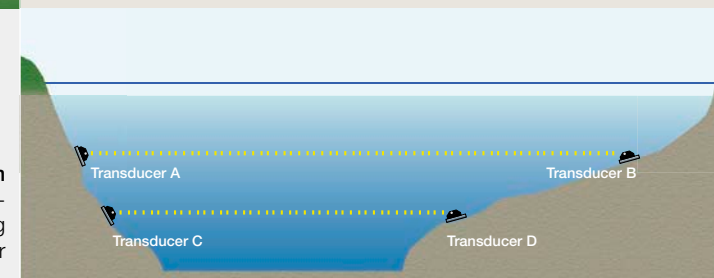 n
-
g
r
Transducer A
Transducer B
Transducer C
Transducer D